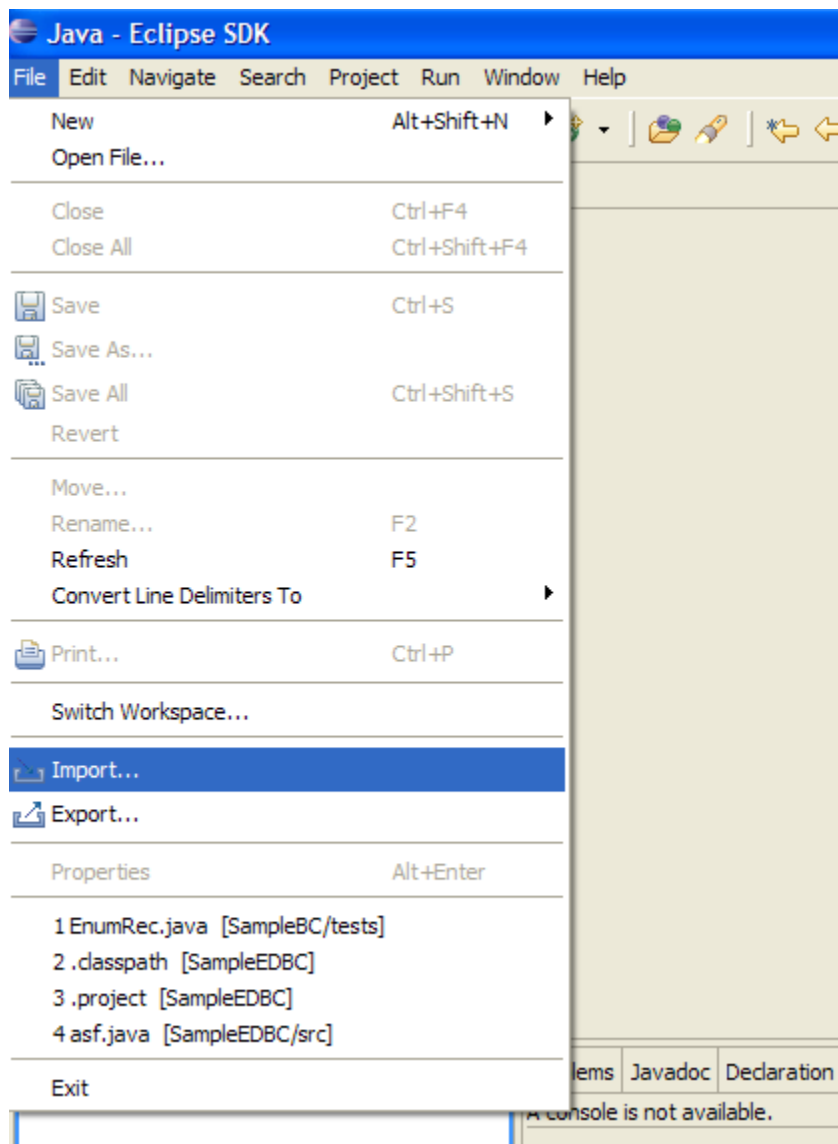 Java - Eclipse SDK
File Edit Navigate Search Project Run Window Help
New Alt+Shift+N
Open File...
Close Ctrl+F4
Close All Ctrl+Shift+F4
Save Ctrl+S
Save As...
Save All Ctrl+Shift+S
Revert
Move...
Rename... F2
Refresh F5
Convert Line Delimiters To
Print... Ctrl+P
Switch Workspace...
Import...
Export...
Properties Alt+Enter
1 EnumRec.java [SampleBC/tests]
2 .classpath [SampleEDBC]
3 .project [SampleEDBC]
4 asf.java [SampleEDBC/src]
Exit
lems Javadoc Declaration
A console is not available.